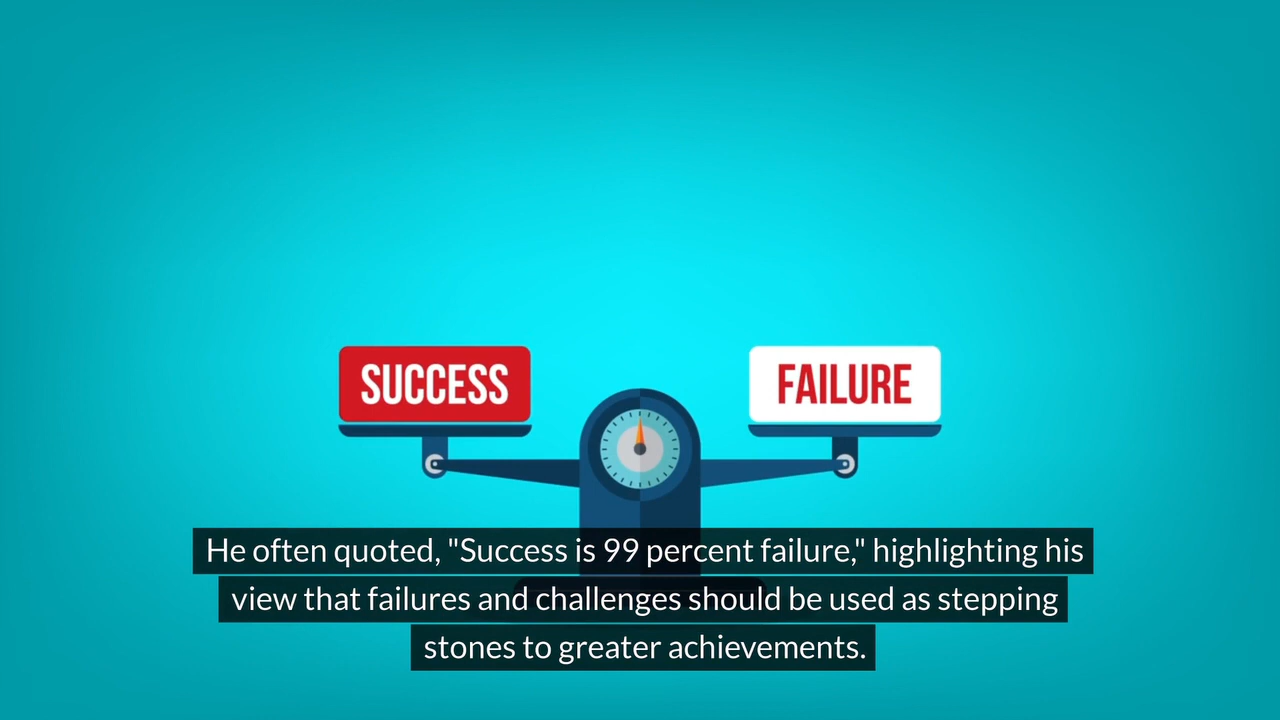 SUCCESS
FAILURE
He often quoted, "Success is 99 percent failure," highlighting his
view that failures and challenges should be used as stepping
stones to greater achievements.